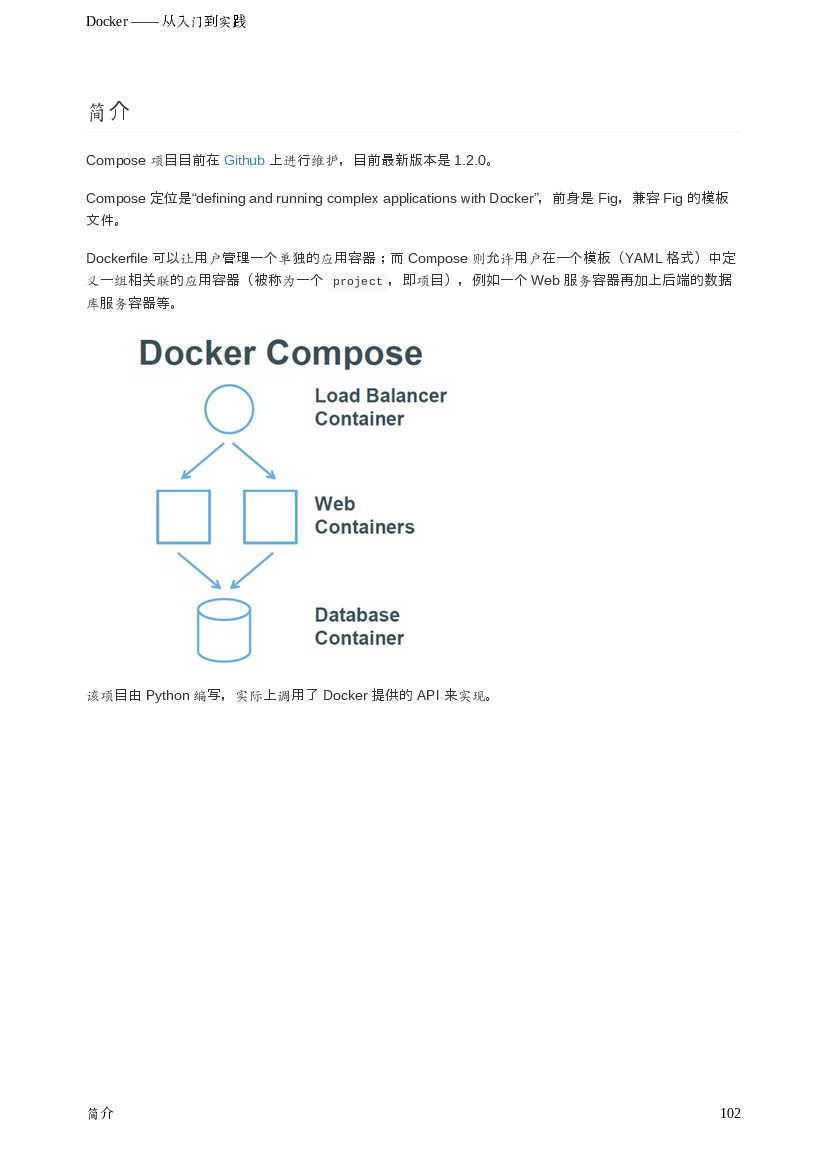 Docker —— 从入门到实践
简介
Compose 项目目前在 Github 上进行维护，目前最新版本是 1.2.0。
Compose 定位是“defining and running complex applications with Docker”，前身是 Fig，兼容 Fig 的模板
文件。
Dockerfile 可以让用户管理一个单独的应用容器；而 Compose 则允许用户在一个模板（YAML 格式）中定
义一组相关联的应用容器（被称为一个 project，即项目），例如一个 Web 服务容器再加上后端的数据
库服务容器等。
Docker Compose
Load Balancer
Container
Web
Containers
Database
Container
该项目由 Python 编写，实际上调用了 Docker 提供的 API 来实现。
简介
102